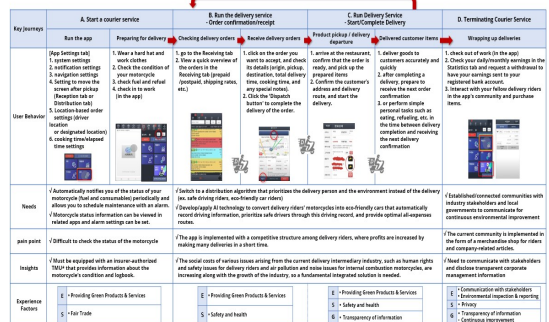 Key Journeys
A. Start a courier service
B. Run the delivery service
- Order confirmation/receipt
C. Run Delivery Service
- Start/Complete Delivery
D. Terminating Courier Service
Run the app
Preparing for delivery
Checking delivery orders
Receive delivery orders
Product pickup / delivery
departure
Delivered customer items
Wrapping up deliveries
User Behavior
[App Settings tab]
1. system settings
2. notification settings
3. navigation settings
4. Setting to move the
screen after pickup
(Reception tab or
Distribution tab)
5. Location-based order
settings (driver
location
or designated location)
6. cooking time/elapsed
time settings
1. Wear a hard hat and
work clothes
2. Check the condition
of your
motorcycle
3. check fuel and refuel
4. check in to work
(in the app)
1. go to the Receiving tab
2. View a quick overview
of the orders in the
Receiving tab (prepaid
/postpaid, shipping rates,
etc.)
1. click on the order you
want to accept, and check
its details (origin, pickup,
destination, total delivery
time, cooking time, and
any special notes).
2. Click the 'Dispatch
button' to complete the
delivery of the order.
1. arrive at the restaurant,
confirm that the order is
ready, and pick up the
prepared items
2. Confirm the customer's
address and delivery
route, and start the
delivery.
1. deliver goods to
customers accurately and
quickly
2. after completing a
delivery, prepare to
receive the next order
confirmation
3. or perform simple
personal tasks such as
eating, refueling, etc. in
the time between delivery
completion and receiving
the next delivery
confirmation
1. check out of work (in the app)
2. Check your daily/monthly earnings in the
Statistics tab and request a withdrawal to
have your earnings sent to your
registered bank account.
3. Interact with your fellow delivery riders
in the app's community and purchase
items.
Needs
√ Automatically notifies you of the status of your
motorcycle (fuel and consumables) periodically and
allows you to schedule maintenance with an alarm.
√ Motorcycle status information can be viewed in
related apps and alarm settings can be set.
√ Switch to a distribution algorithm that prioritizes the delivery person and the environment instead of the delivery
(ex. safe driving riders, eco-friendly car riders)
√ Develop/apply AI technology to convert delivery riders' motorcycles into eco-friendly cars that automatically
record driving information, prioritize safe drivers through this driving record, and provide optimal all-expenses
routes.
√ Established/connected communities with
industry stakeholders and local
governments to communicate for
continuous environmental improvement
pain point
√ Difficult to check the status of the motorcycle
√ The app is implemented with a competitive structure among delivery riders, where profits are increased by
making many deliveries in a short time.
√ The current community is implemented in
the form of a merchandise shop for riders
and company-related articles.
Insights
√ Must be equipped with an insurer-authorized
TMU* that provides information about the
motorcycle's condition and logbook.
√ The social costs of various issues arising from the current delivery intermediary industry, such as human rights
and safety issues for delivery riders and air pollution and noise issues for internal combustion motorcycles, are
increasing along with the growth of the industry, so a fundamental integrated solution is needed.
√ Need to communicate with stakeholders
and disclose transparent corporate
management information
Experience
Factors
E • Providing Green Products & Services
S • Fair Trade
E • Providing Green Products & Services
S • Safety and health
E • Providing Green Products & Services
S • Safety and health
G • Transparency of information
E • Communication with stakeholders
• Environmental inspection & reporting
S • Privacy
G • Transparency of information
- Continuous improvement